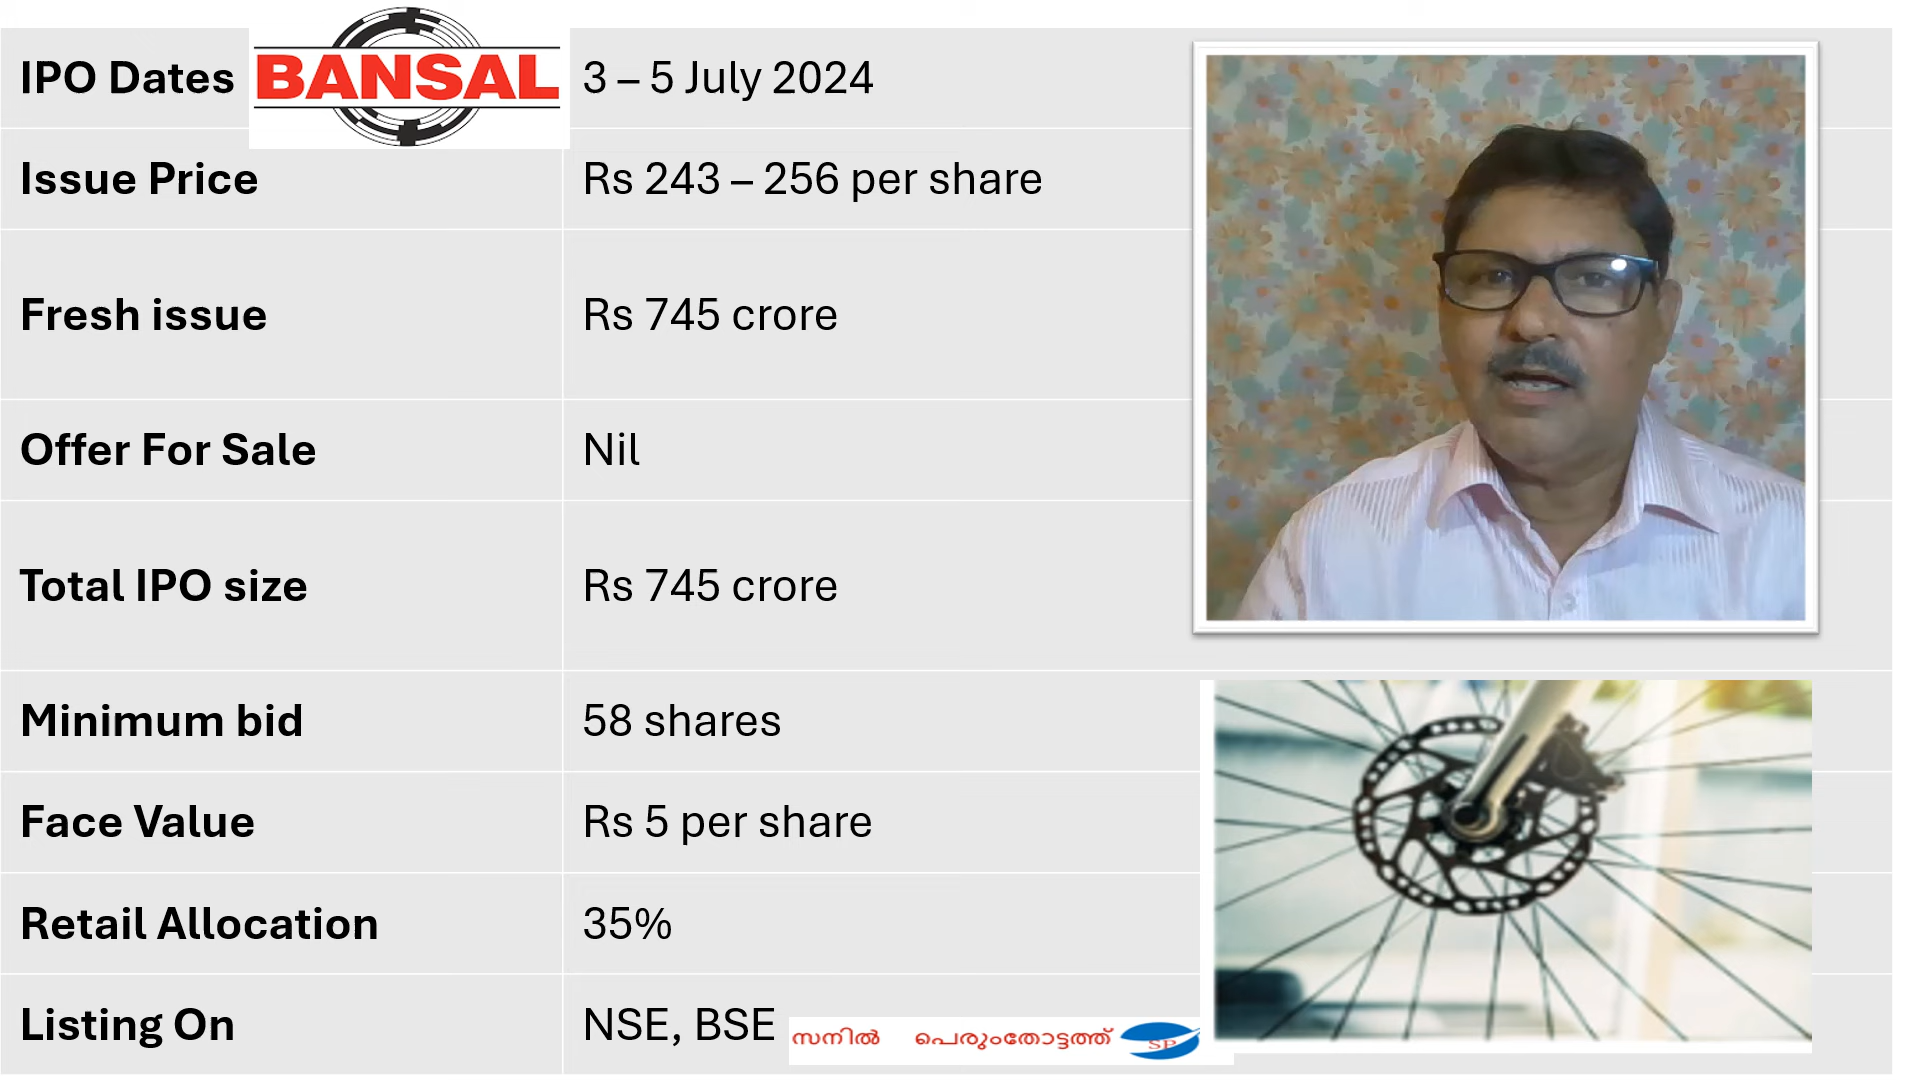 IPO Dates
BANSAL
3 – 5 July 2024
Issue Price
Rs 243 – 256 per share
Fresh issue
Rs 745 crore
Offer For Sale
Nil
Total IPO size
Rs 745 crore
Minimum bid
58 shares
Face Value
Rs 5 per share
Retail Allocation
35%
Listing On
NSE, BSE
സനിൽ പെരുംതോട്ടത്ത്
SP